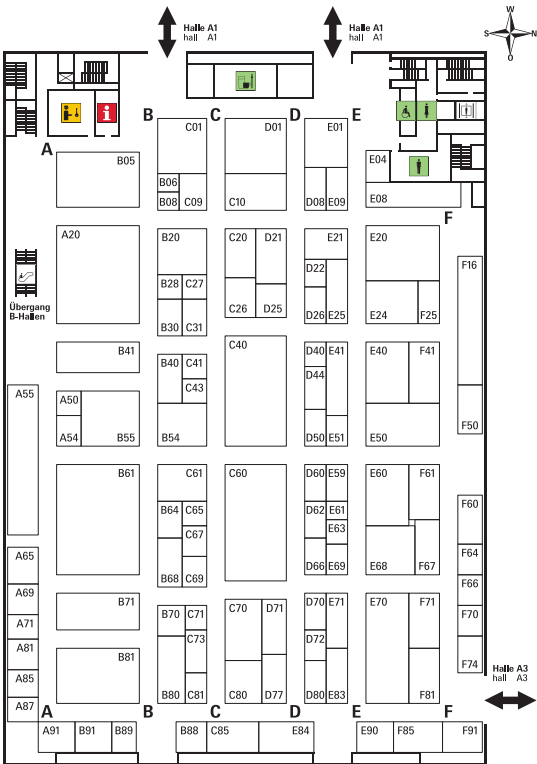 Halle A1
hall A1
Halle A1
hall A1
W
S N
O
i
A B C D E F
C01 D01 E01
B05 E04
B06
B08 C09 C10 D08 E09 E08
A20 B20 C20 D21 E21 E20
D22
F16
B28 C27
Übergang
B-Hallen
B30 C31 C26 D25 D26 E25 E24 F25
B41 B40 C41 C40 D40 E41 E40 F41
D44
C43
A55 A50
A54 B55 B54 D50 E51 E50 F50
B61 C61 C60 D60 E59 E60 F61
B64 C65 D62 E61 F60
E63
C67
A65 B68 C69 D66 E69 E68 F67 F64
A69 F66
B71 B70 C71 C70 D71 D70 E71 E70 F71
A71 F70
C73 D72
A81 B81
F74
Halle A3
hall A3
A85 B80 C81 C80 D77 D80 E83 F81
A87
A B C D E F
A91 B91 B89 B88 C85 E84 E90 F85 F91